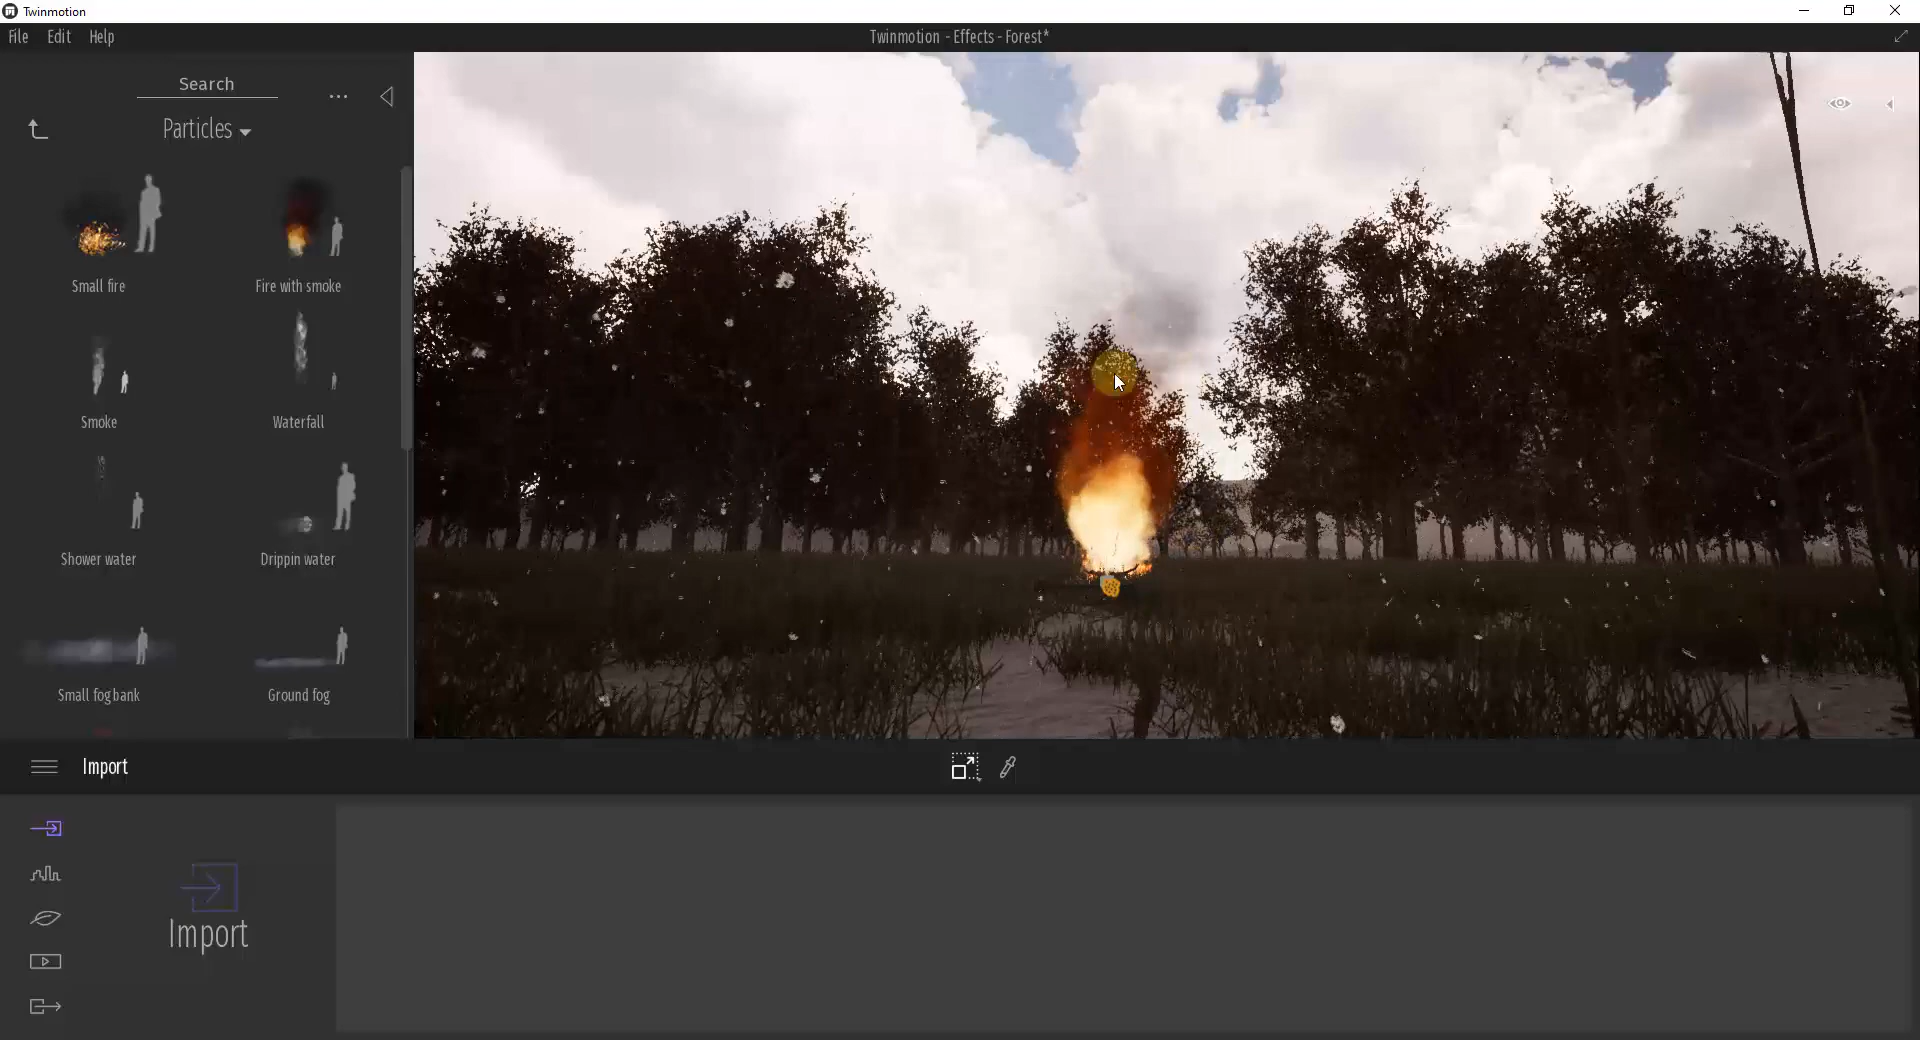 Twinmotion
File Edit Help
Twinmotion - Effects - Forest*
Search
...
Particles
Small fire
Fire with smoke
Smoke
Waterfall
Shower water
Drippin water
Small fog bank
Ground fog
Import
Import